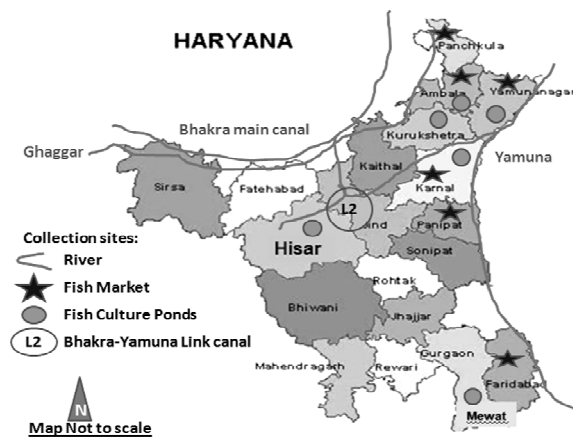 HARYANA
Panchkula
Ambala
Yamunanagar
Bhakra main canal
Kurukshetra
Ghaggar
Yamuna
Kaithal
Sirsa
Fatehabad
Karnal
L2
Jind
Panipat
Collection sites:
Hisar
Sonipat
River
Rohtak
Fish Market
Bhiwani
Fish Culture Ponds
Jhajjar
L2 Bhakra-Yamuna Link canal
Gurgaon
Mahendragarh
Rewari
Faridabad
N
Mewat
Map Not to scale